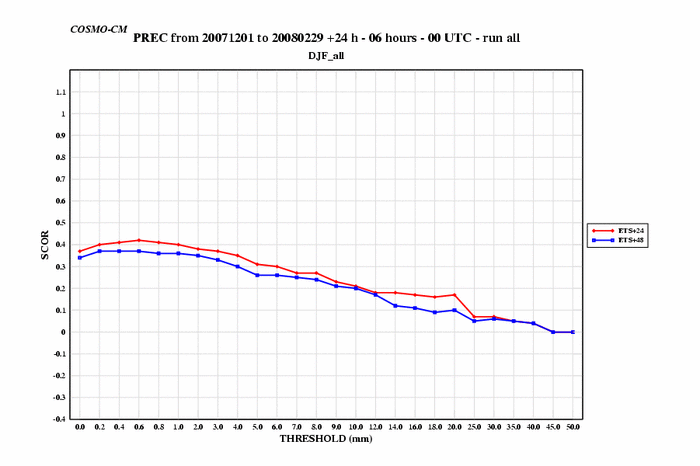 COSMO-CM
PREC from 20071201 to 20080229 +24 h - 06 hours - 00 UTC - run all
DJF_all
1.1
1
0.9
0.8
0.7
0.6
0.5
0.4
0.3
0.2
0.1
0
-0.1
-0.2
-0.3
-0.4
SCOR
ETS+24
ETS+48
0.0 0.2 0.4 0.6 0.8 1.0 2.0 3.0 4.0 5.0 6.0 7.0 8.0 9.0 10.0 12.0 14.0 16.0 18.0 20.0 25.0 30.0 35.0 40.0 45.0 50.0
THRESHOLD (mm)